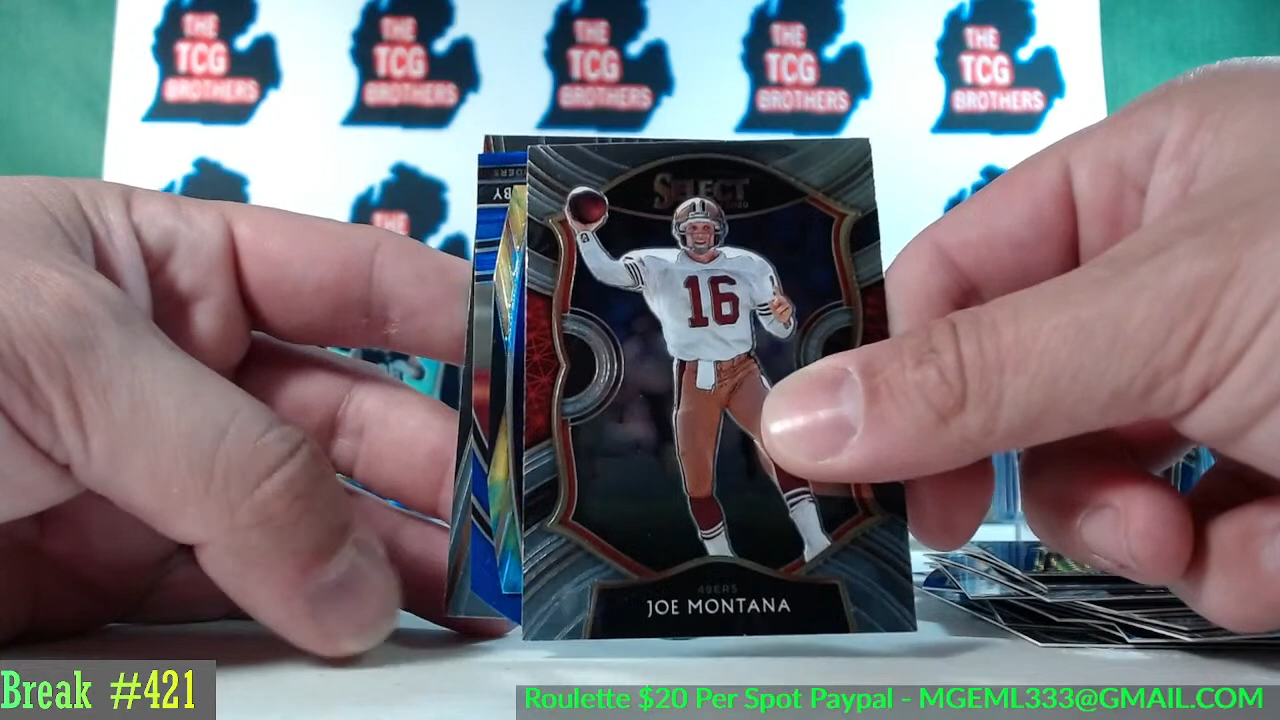 THE
TCG
BROTHERS
THE
TCG
BROTHERS
THE
TCG
BROTHERS
THE
TCG
BROTHERS
THE
TCG
BROTHERS
SELECT
2020
16
49ERS
JOE MONTANA
BY
Break #421
Roulette $20 Per Spot Paypal - MGEML333@GMAIL.COM